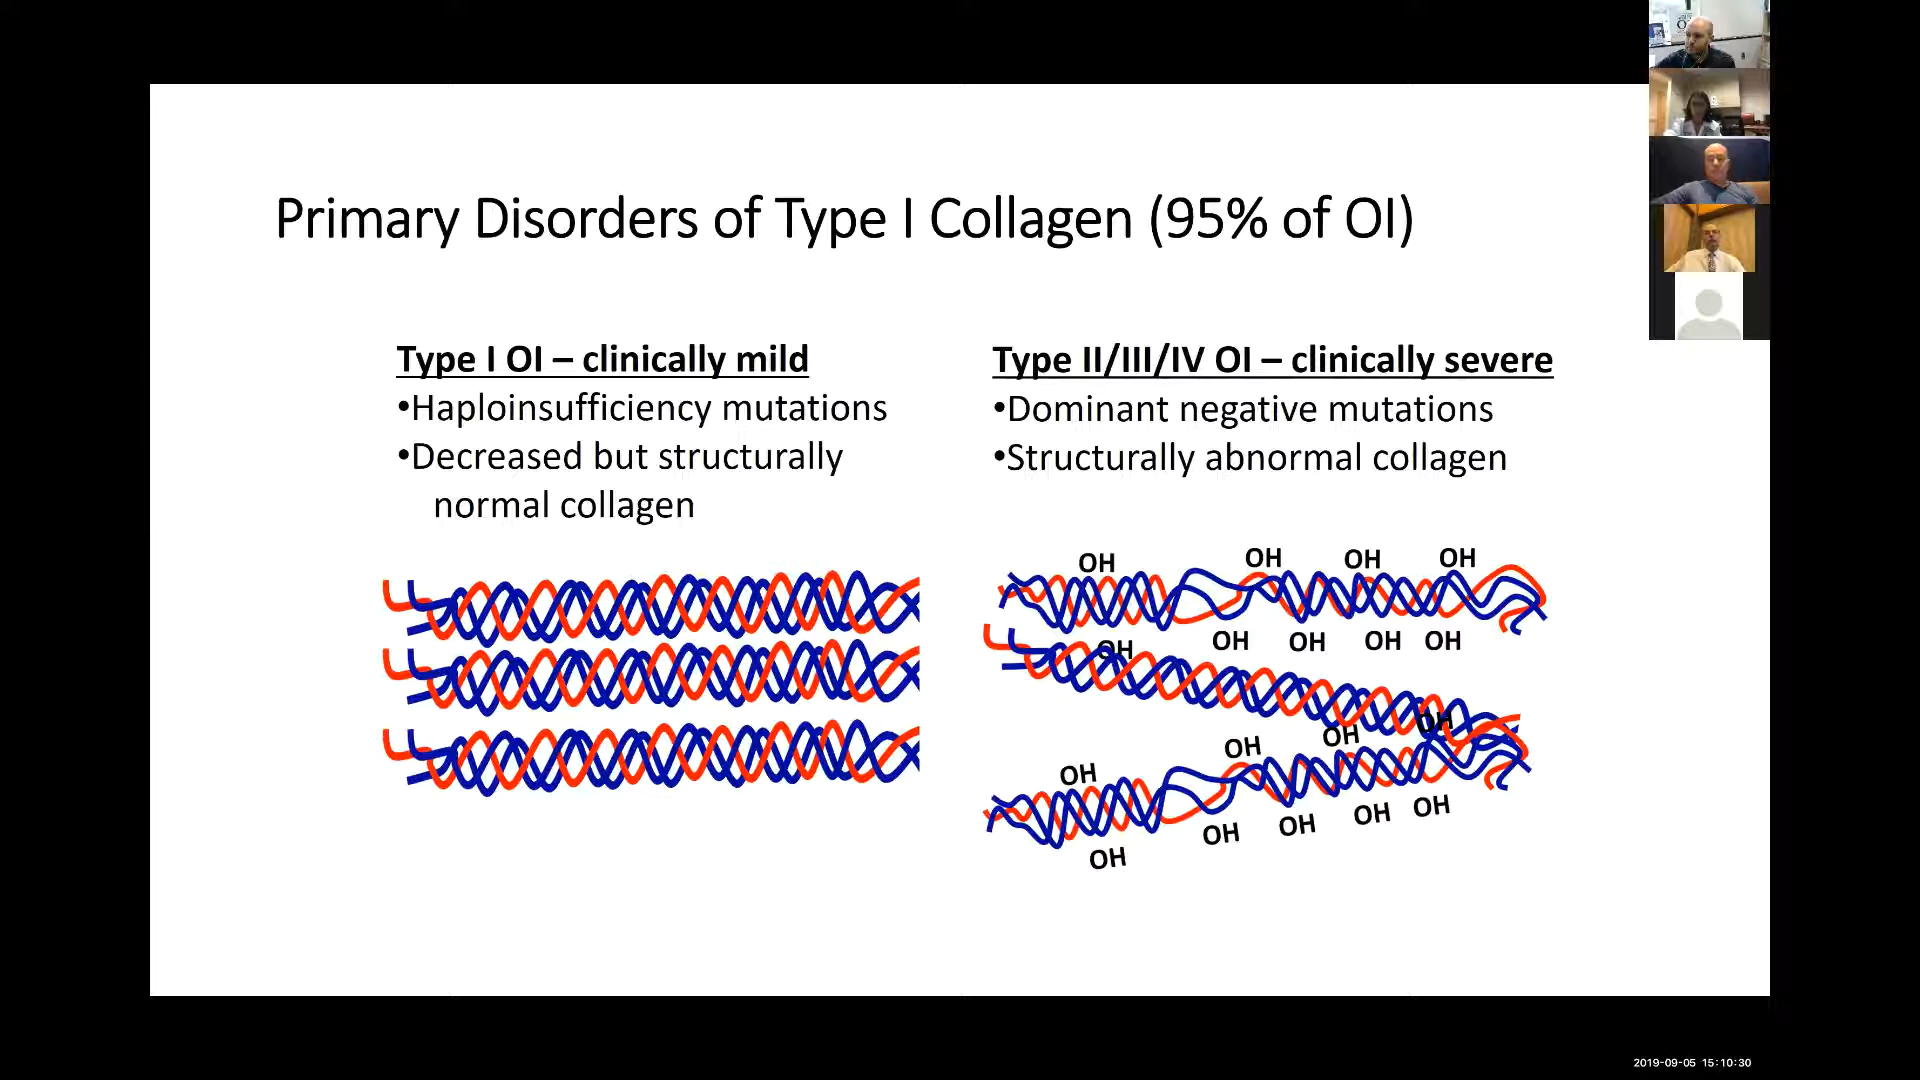 Primary Disorders of Type I Collagen (95% of OI)
Type I OI – clinically mild
•Haploinsufficiency mutations
•Decreased but structurally
normal collagen
Type II/III/IV OI – clinically severe
•Dominant negative mutations
•Structurally abnormal collagen
OH OH OH OH
OH OH OH OH OH
OH OH OH OH
OH OH OH OH OH
2019-09-05 15:10:30